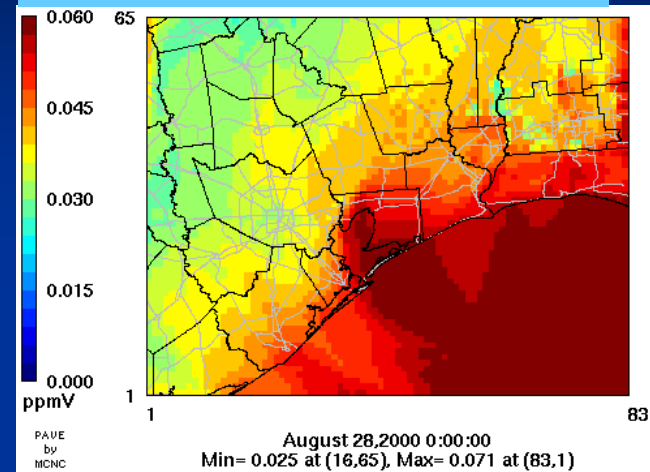 0.060
0.045
0.030
0.015
0.000
ppmV
PAVE
by
MCNC
65
1
1
83
August 28,2000 0:00:00
Min= 0.025 at (16,65), Max= 0.071 at (83,1)